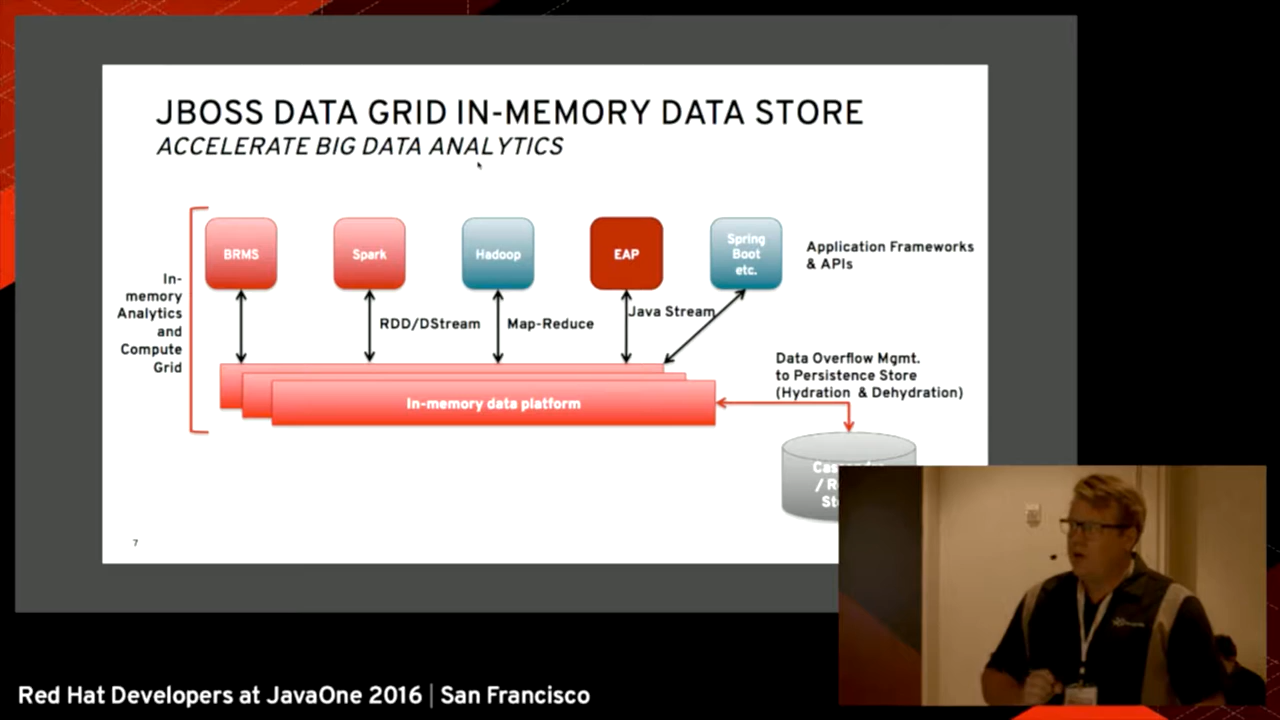 JBOSS DATA GRID IN-MEMORY DATA STORE
ACCELERATE BIG DATA ANALYTICS
BRMS
Spark
Hadoop
EAP
Spring
Boot
etc.
Application Frameworks
& APIs
In-
memory
Analytics
and
Compute
Grid
RDD/DStream
Map-Reduce
Java Stream
Data Overflow Mgmt.
to Persistence Store
(Hydration & Dehydration)
In-memory data platform
7
Red Hat Developers at JavaOne 2016 | San Francisco